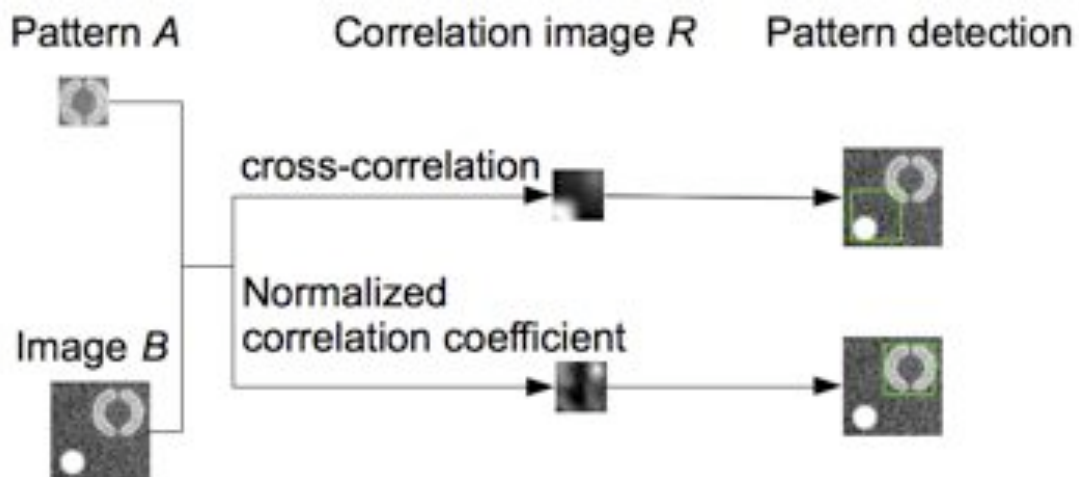 Pattern A
Correlation image R
Pattern detection
cross-correlation
Normalized
correlation coefficient
Image B